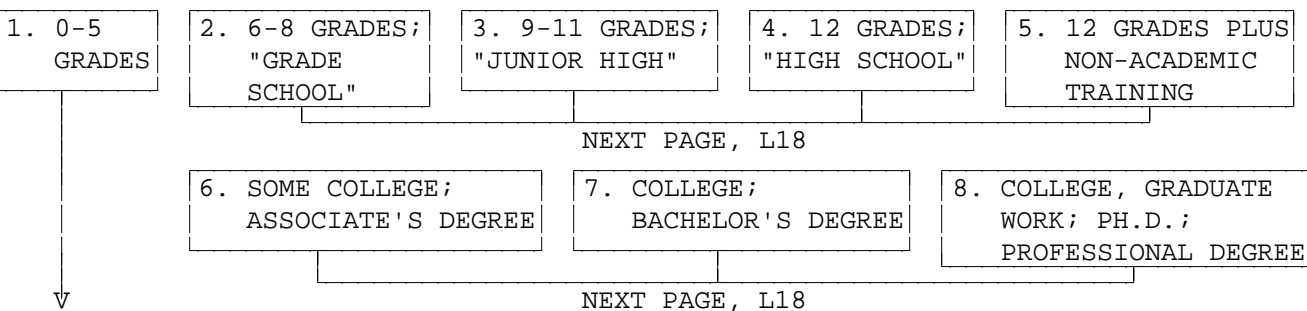 1. 0-5 GRADES
2. 6-8 GRADES; "GRADE SCHOOL"
3. 9-11 GRADES; "JUNIOR HIGH"
4. 12 GRADES; "HIGH SCHOOL"
5. 12 GRADES PLUS NON-ACADEMIC TRAINING
NEXT PAGE, L18
6. SOME COLLEGE; ASSOCIATE'S DEGREE
7. COLLEGE; BACHELOR'S DEGREE
8. COLLEGE, GRADUATE WORK; PH.D.; PROFESSIONAL DEGREE
NEXT PAGE, L18